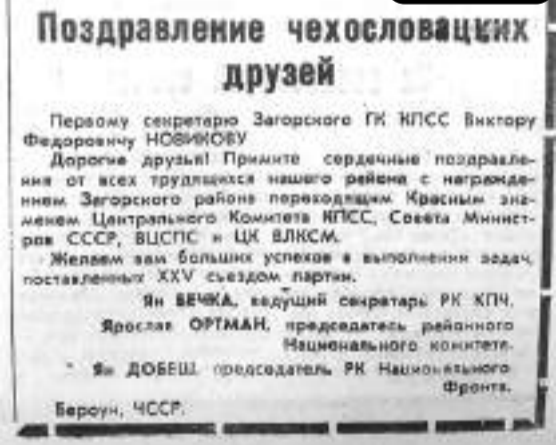 Поздравление чехословацких
друзей
Первому секретарю Загорского ГК КПСС Виктору
Федоровичу НОВИКОВУ
Дорогие друзья! Примите сердечные поздравле-
ния от всех трудящихся нашего района с награжде-
нием Загорского района переходящим Красным зна-
менем Центрального Комитета КПСС, Совета Минист-
ров СССР, ВЦСПС и ЦК ВЛКСМ.
Желаем вам больших успехов в выполнении задач,
поставленных XXV съездом партии.
Ян БЕЧКА, ведущий секретарь РК КПЧ.
Ярослав ОРТМАН, председатель районного
Национального комитета.
Ян ДОБЕШ, председатель РК Национального
Фронта.
Бероун, ЧССР.